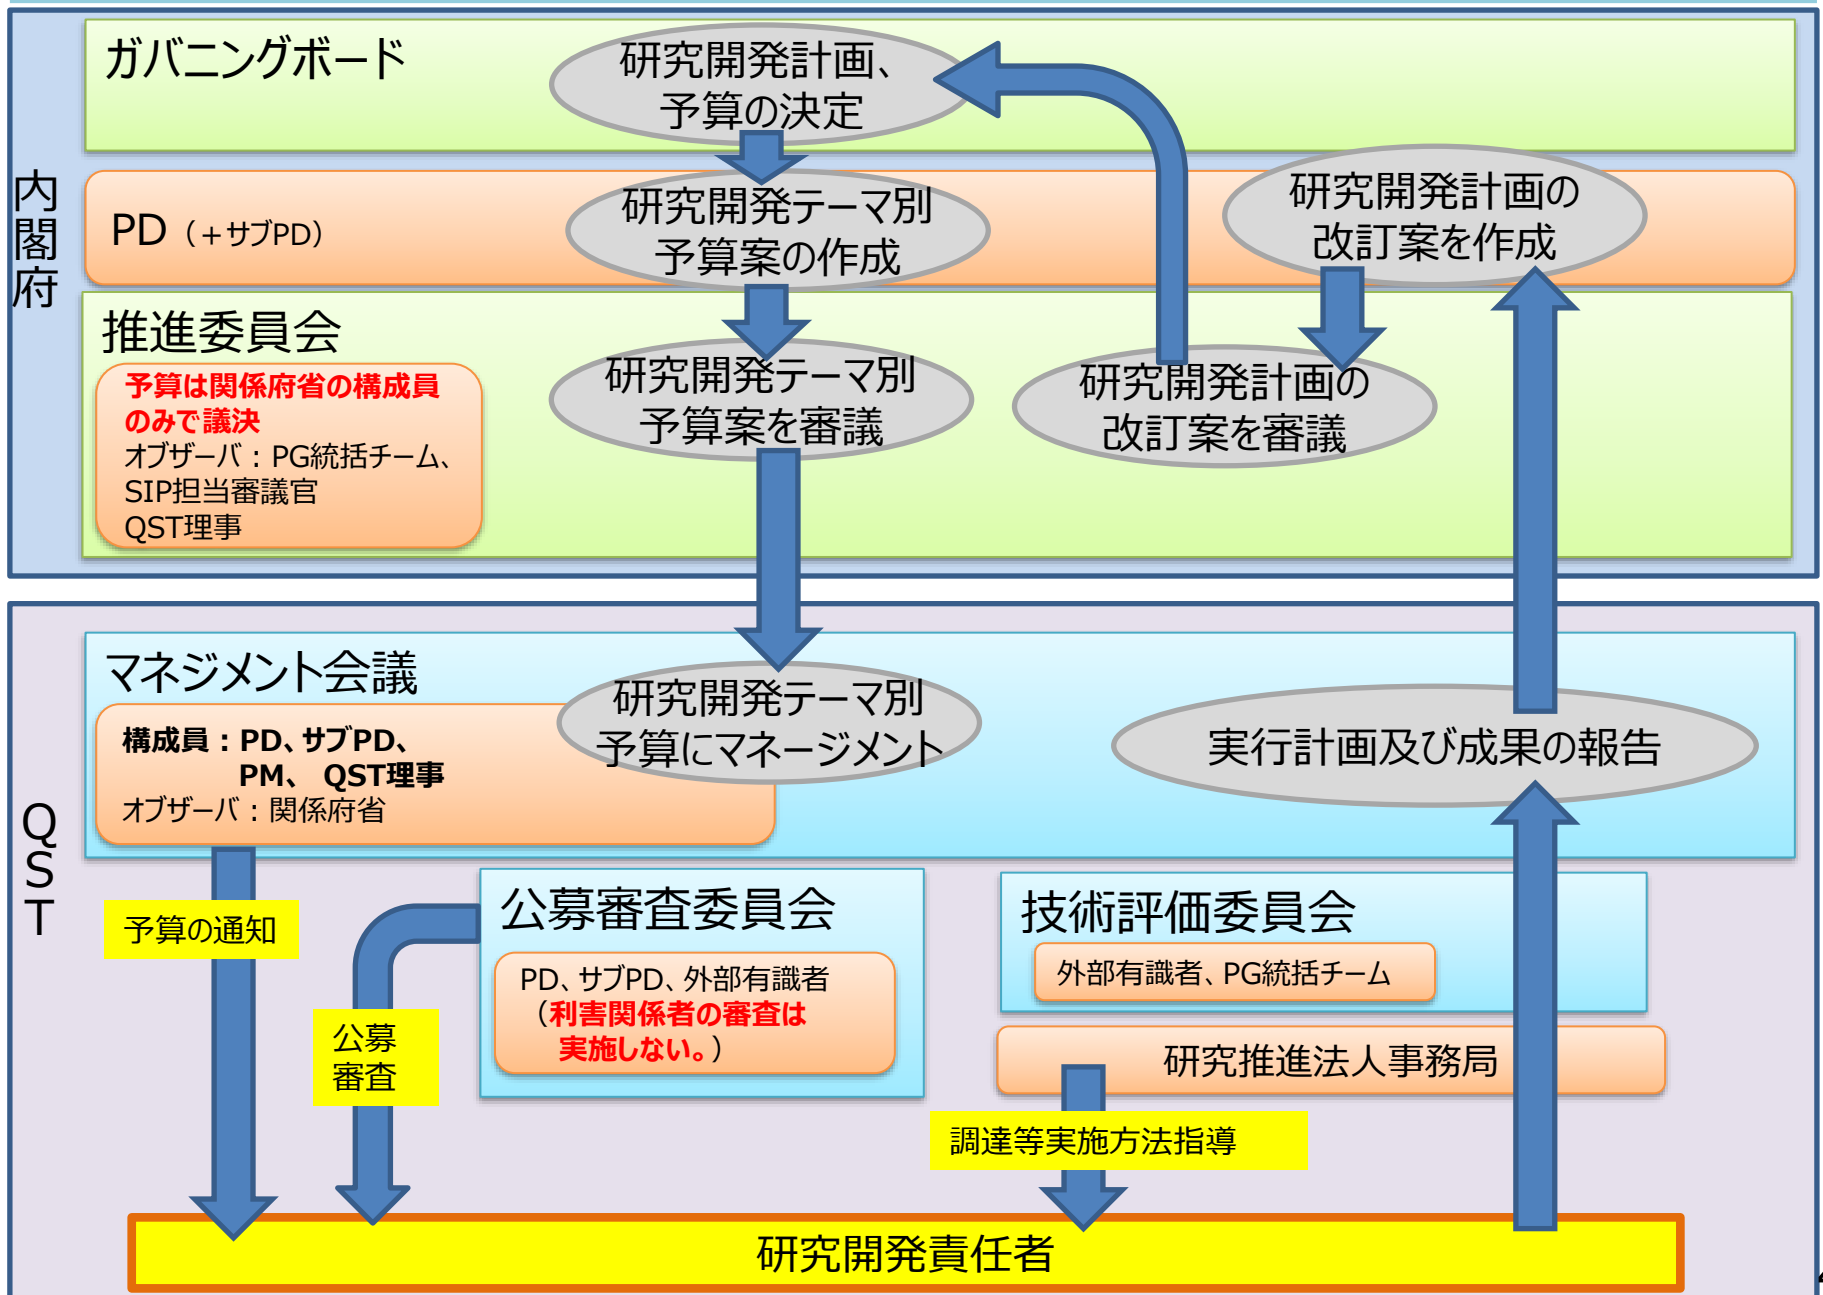 内閣府
ガバニングボード
研究開発計画、
予算の決定
PD（+サブPD）
研究開発テーマ別
予算案の作成
研究開発計画の
改訂案を作成
推進委員会
予算は関係府省の構成員
のみで議決
オブザーバ：PG統括チーム、
SIP担当審議官
QST理事
研究開発テーマ別
予算案を審議
研究開発計画の
改訂案を審議
QST
マネジメント会議
構成員：PD、サブPD、
PM、 QST理事
オブザーバ：関係府省
研究開発テーマ別
予算にマネージメント
実行計画及び成果の報告
予算の通知
公募審査委員会
PD、サブPD、外部有識者
（利害関係者の審査は
実施しない。）
公募
審査
技術評価委員会
外部有識者、PG統括チーム
研究推進法人事務局
調達等実施方法指導
研究開発責任者